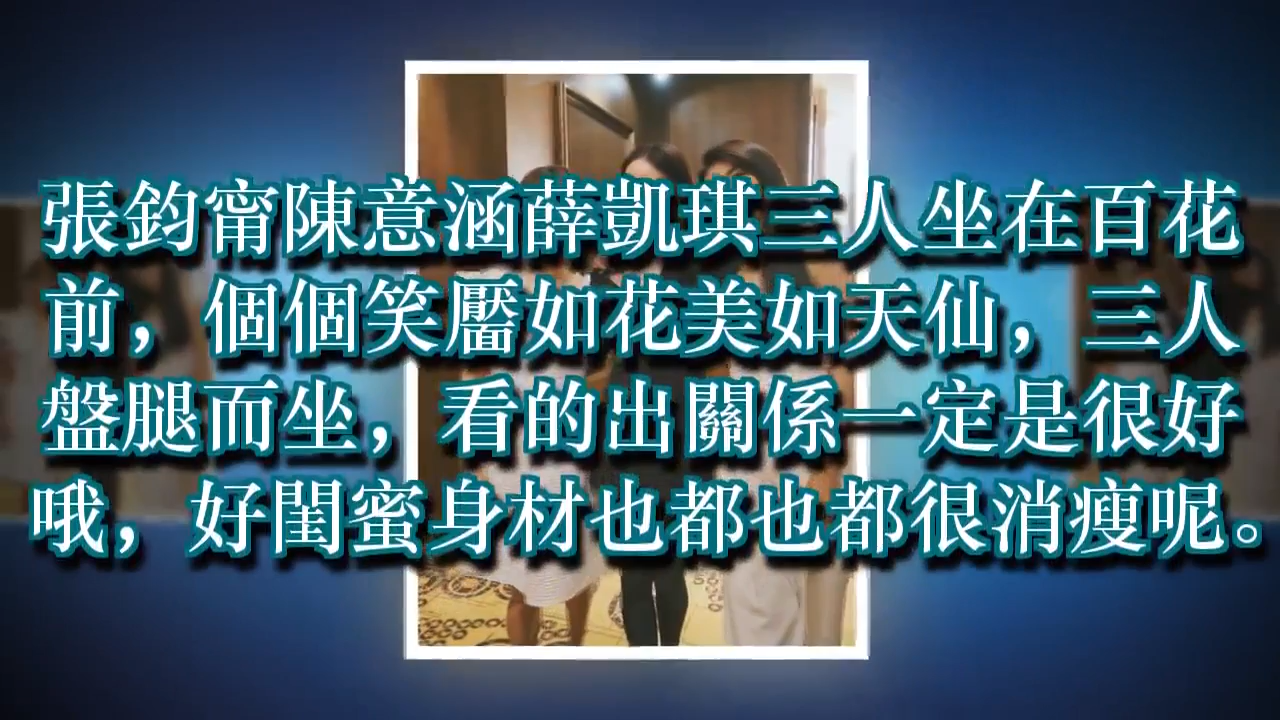 張鈞甯陳意涵薛凱琪三人坐在百花
前，個個笑靨如花美如天仙，三人
盤腿而坐，看的出關係一定是很好
哦，好閨蜜身材也都也都很消瘦呢。